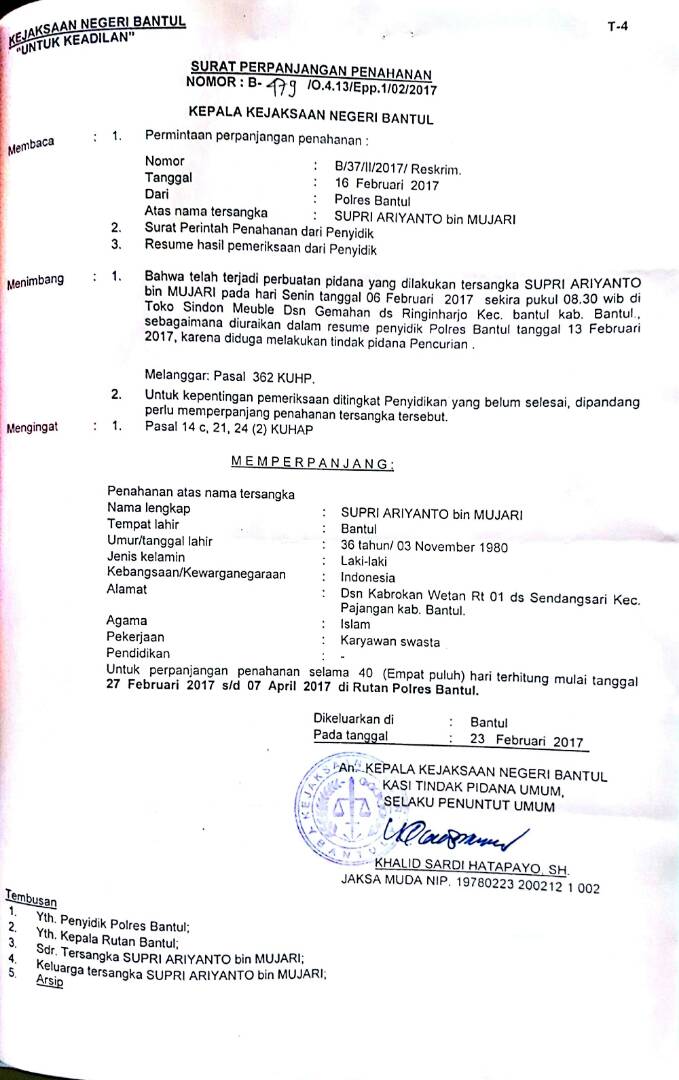 KEJAKSAAN NEGERI BANTUL
"UNTUK KEADILAN"
T-4
SURAT PERPANJANGAN PENAHANAN
NOMOR : B- 179 /O.4.13/Epp.1/02/2017
KEPALA KEJAKSAAN NEGERI BANTUL
Membaca : 1. Permintaan perpanjangan penahanan :
Nomor : B/37/II/2017/ Reskrim.
Tanggal : 16 Februari 2017
Dari : Polres Bantul
Atas nama tersangka : SUPRI ARIYANTO bin MUJARI
2. Surat Perintah Penahanan dari Penyidik
3. Resume hasil pemeriksaan dari Penyidik
Menimbang : 1. Bahwa telah terjadi perbuatan pidana yang dilakukan tersangka SUPRI ARIYANTO
bin MUJARI pada hari Senin tanggal 06 Februari 2017 sekira pukul 08.30 wib di
Toko Sindon Meuble Dsn Gemahan ds Ringinharjo Kec. bantul kab. Bantul.,
sebagaimana diuraikan dalam resume penyidik Polres Bantul tanggal 13 Februari
2017, karena diduga melakukan tindak pidana Pencurian .
Melanggar: Pasal 362 KUHP.
2. Untuk kepentingan pemeriksaan ditingkat Penyidikan yang belum selesai, dipandang
perlu memperpanjang penahanan tersangka tersebut.
Mengingat : 1. Pasal 14 c, 21, 24 (2) KUHAP
MEMPERPANJANG:
Penahanan atas nama tersangka
Nama lengkap : SUPRI ARIYANTO bin MUJARI
Tempat lahir : Bantul
Umur/tanggal lahir : 36 tahun/ 03 November 1980
Jenis kelamin : Laki-laki
Kebangsaan/Kewarganegaraan : Indonesia
Alamat : Dsn Kabrokan Wetan Rt 01 ds Sendangsari Kec.
Pajangan kab. Bantul.
Agama : Islam
Pekerjaan : Karyawan swasta
Pendidikan : -
Untuk perpanjangan penahanan selama 40 (Empat puluh) hari terhitung mulai tanggal
27 Februari 2017 s/d 07 April 2017 di Rutan Polres Bantul.
Dikeluarkan di : Bantul
Pada tanggal : 23 Februari 2017
An. KEPALA KEJAKSAAN NEGERI BANTUL
KASI TINDAK PIDANA UMUM,
SELAKU PENUNTUT UMUM
KHALID SARDI HATAPAYO, SH.
JAKSA MUDA NIP. 19780223 200212 1 002
Tembusan
1. Yth. Penyidik Polres Bantul;
2. Yth. Kepala Rutan Bantul;
3. Sdr. Tersangka SUPRI ARIYANTO bin MUJARI;
4. Keluarga tersangka SUPRI ARIYANTO bin MUJARI;
5. Arsip